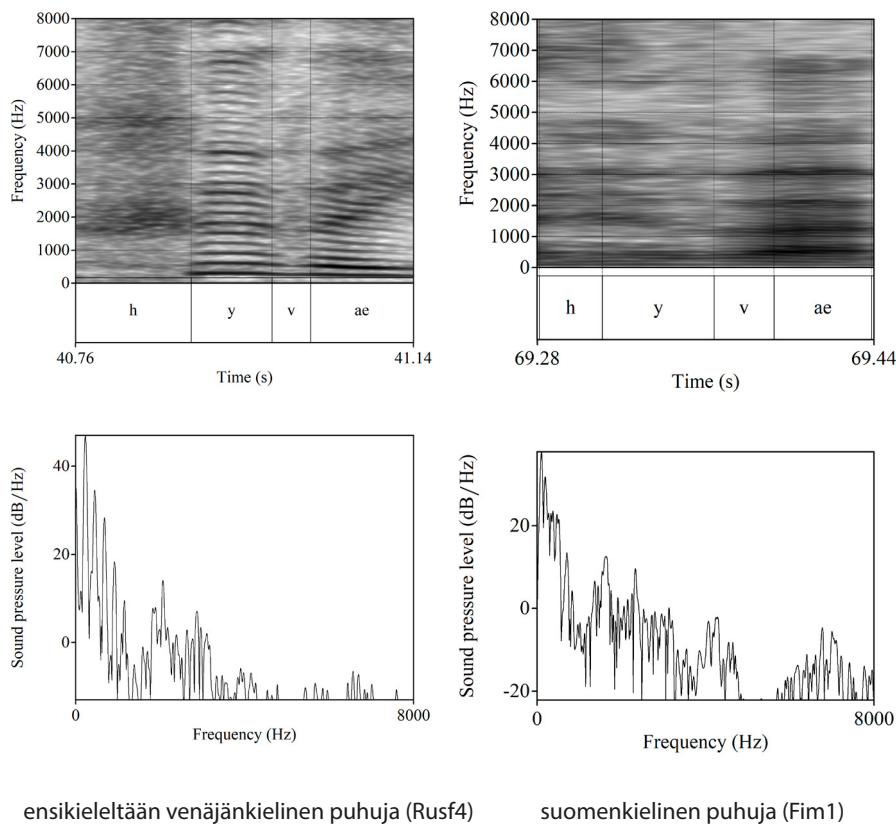 8000
7000
6000
5000
4000
3000
2000
1000
0
Frequency (Hz)
h y v ae
40.76 41.14
Time (s)
8000
7000
6000
5000
4000
3000
2000
1000
0
Frequency (Hz)
h y v ae
69.28 69.44
Time (s)
40
20
0
Sound pressure level (dB/Hz)
0 8000
Frequency (Hz)
20
0
-20
Sound pressure level (dB/Hz)
0 8000
Frequency (Hz)
ensikieleltään venäjänkielinen puhuja (Rusf4)
suomenkielinen puhuja (Fim1)